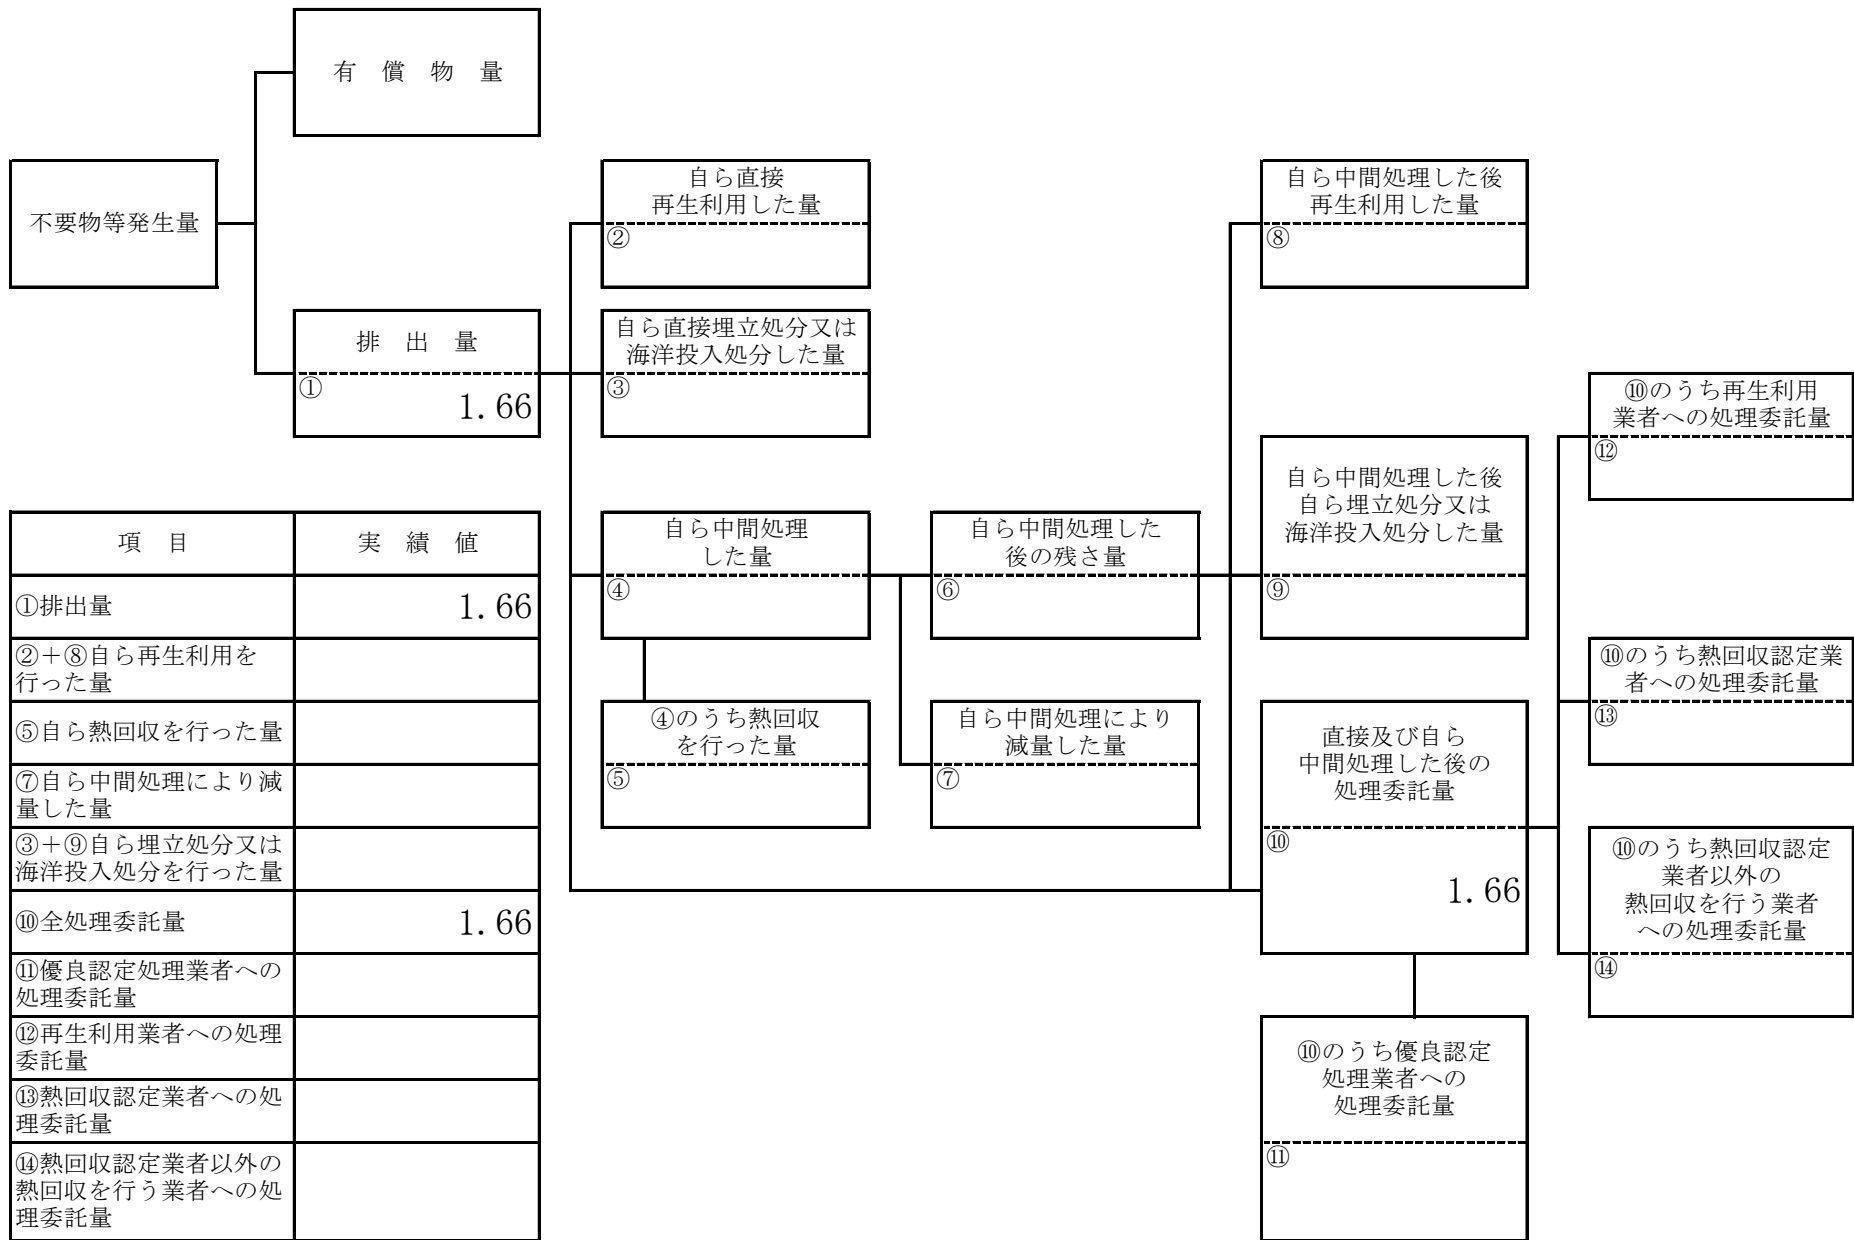 有償物量
不要物等発生量
排出量
①
1.66
自ら直接
再生利用した量
②
自ら直接埋立処分又は
海洋投入処分した量
③
自ら中間処理
した量
④
④のうち熱回収
を行った量
⑤
自ら中間処理した
後の残さ量
⑥
自ら中間処理により
減量した量
⑦
自ら中間処理した後
再生利用した量
⑧
自ら中間処理した後
自ら埋立処分又は
海洋投入処分した量
⑨
直接及び自ら
中間処理した後の
処理委託量
⑩
1.66
⑩のうち優良認定
処理業者への
処理委託量
⑪
⑩のうち再生利用
業者への処理委託量
⑫
⑩のうち熱回収認定業
者への処理委託量
⑬
⑩のうち熱回収認定
業者以外の
熱回収を行う業者
への処理委託量
⑭
項目 実績値
①排出量 1.66
②＋⑧自ら再生利用を
行った量
⑤自ら熱回収を行った量
⑦自ら中間処理により減
量した量
③＋⑨自ら埋立処分又は
海洋投入処分を行った量
⑩全処理委託量 1.66
⑪優良認定処理業者への
処理委託量
⑫再生利用業者への処理
委託量
⑬熱回収認定業者への処
理委託量
⑭熱回収認定業者以外の
熱回収を行う業者への処
理委託量